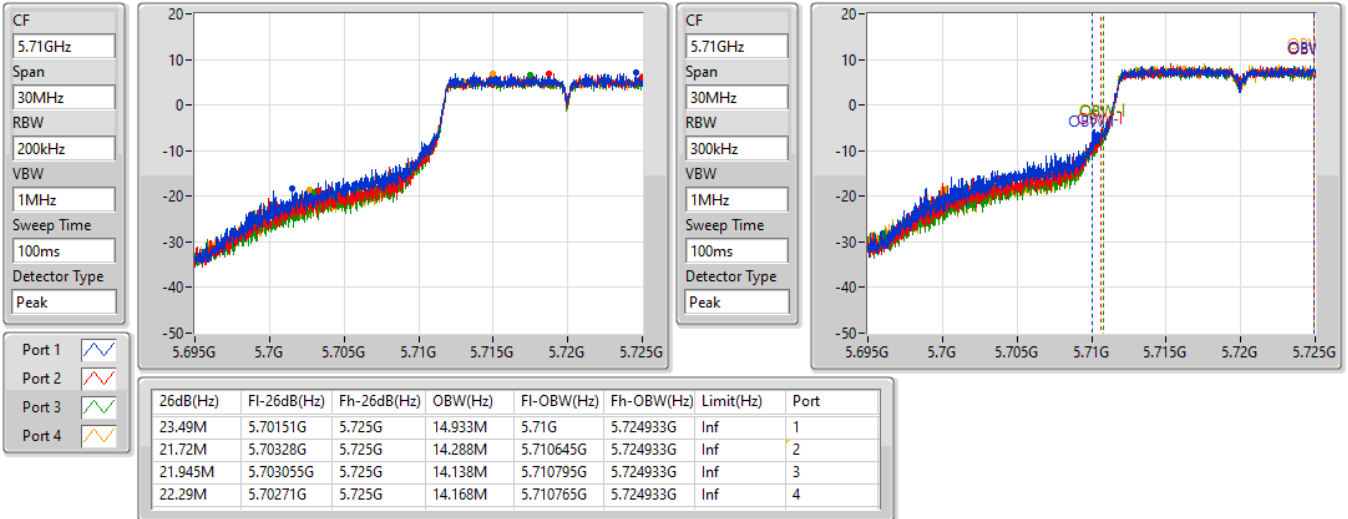 CF
5.71GHz
Span
30MHz
RBW
200kHz
VBW
1MHz
Sweep Time
100ms
Detector Type
Peak
20
10
0
-10
-20
-30
-40
-50
5.695G 5.7G 5.705G 5.71G 5.715G 5.72G 5.725G
CF
5.71GHz
Span
30MHz
RBW
300kHz
VBW
1MHz
Sweep Time
100ms
Detector Type
Peak
20
10
0
-10
-20
-30
-40
-50
OBW-l
5.695G 5.7G 5.705G 5.71G 5.715G 5.72G 5.725G
Port 1
Port 2
Port 3
Port 4
26dB(Hz) Fl-26dB(Hz) Fh-26dB(Hz) OBW(Hz) Fl-OBW(Hz) Fh-OBW(Hz) Limit(Hz) Port
23.49M 5.70151G 5.725G 14.933M 5.71G 5.724933G Inf 1
21.72M 5.70328G 5.725G 14.288M 5.710645G 5.724933G Inf 2
21.945M 5.703055G 5.725G 14.138M 5.710795G 5.724933G Inf 3
22.29M 5.70271G 5.725G 14.168M 5.710765G 5.724933G Inf 4